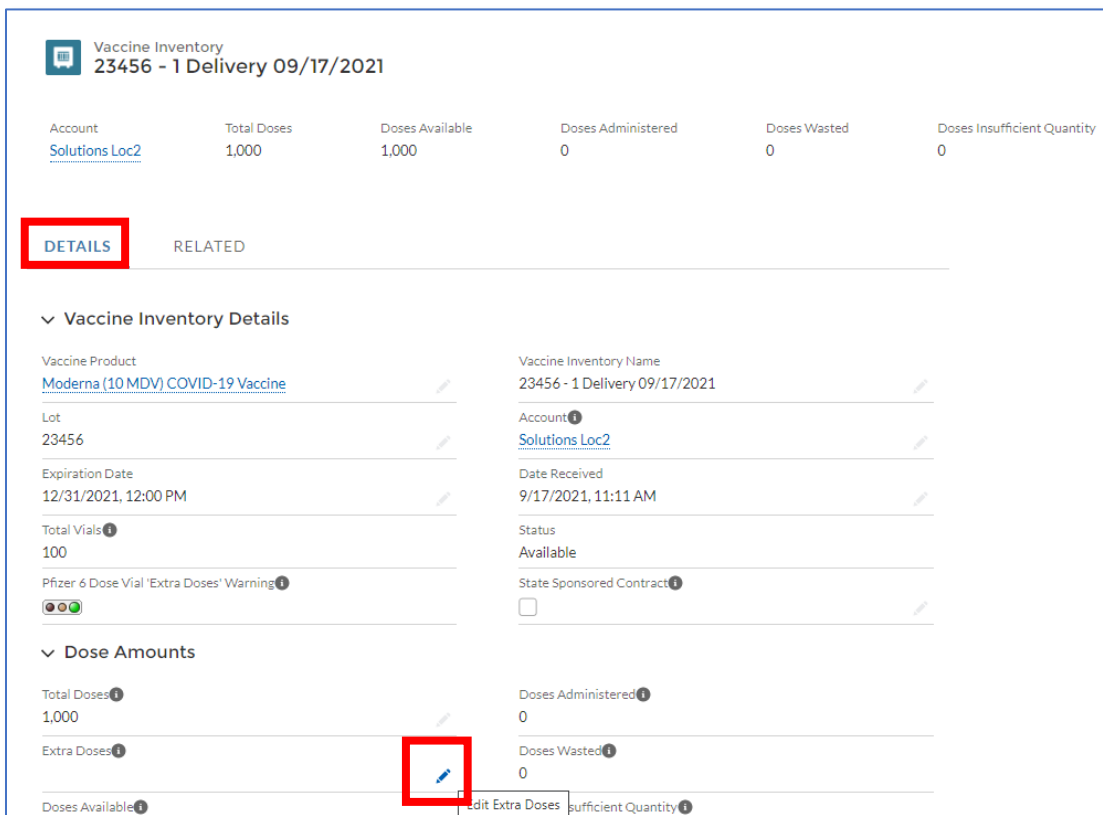 Vaccine Inventory
23456 - 1 Delivery 09/17/2021
Account Total Doses Doses Available Doses Administered Doses Wasted Doses Insufficient Quantity
Solutions Loc2 1,000 1,000 0 0 0
DETAILS RELATED
Vaccine Inventory Details
Vaccine Product Vaccine Inventory Name
Moderna (10 MDV) COVID-19 Vaccine 23456 - 1 Delivery 09/17/2021
Lot Account
23456 Solutions Loc2
Expiration Date Date Received
12/31/2021, 12:00 PM 9/17/2021, 11:11 AM
Total Vials Status
100 Available
Pfizer 6 Dose Vial 'Extra Doses' Warning State Sponsored Contract
Dose Amounts
Total Doses Doses Administered
1,000 0
Extra Doses Doses Wasted
0
Doses Available Edit Extra Doses sufficient Quantity